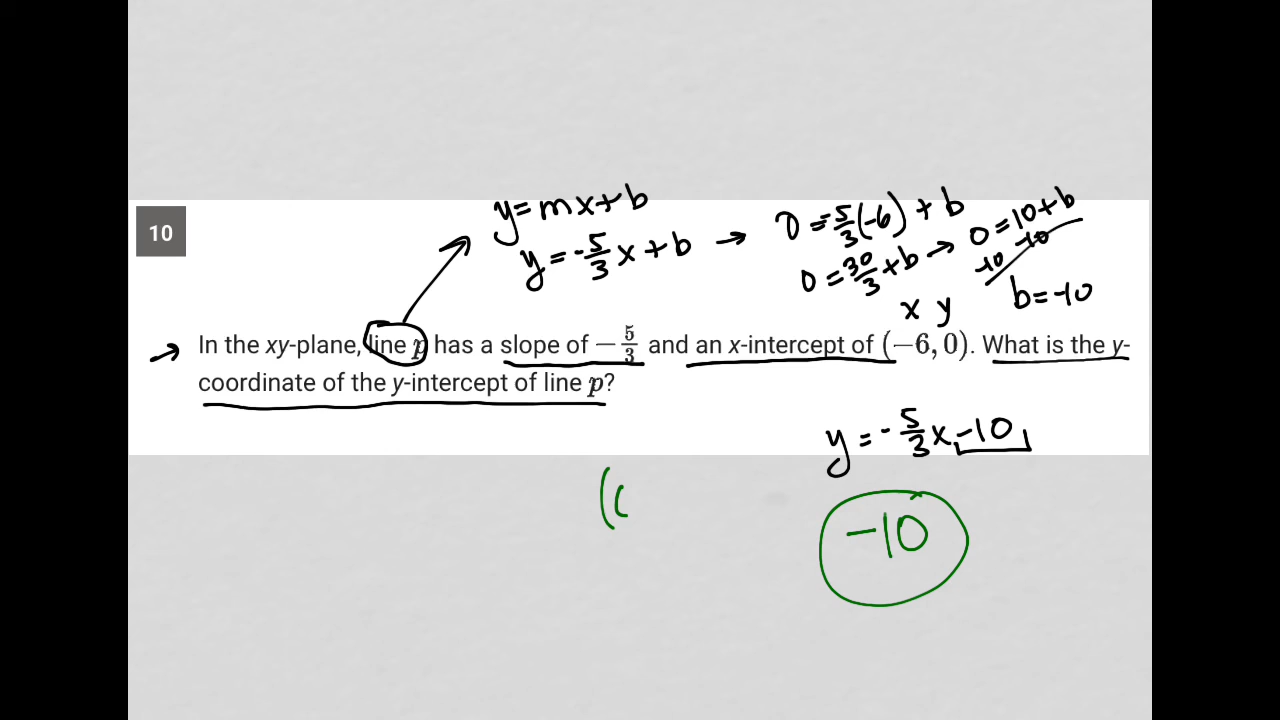 y=mx+b
y=-5/3x+b → 0=-5/3(-6)+b
0=30/3+b → 0=10+b
-10 -10
b=-10
x y
10
In the xy-plane, line p has a slope of −5/3 and an x-intercept of (−6, 0). What is the y-
coordinate of the y-intercept of line p?
y=-5/3x-10
-10